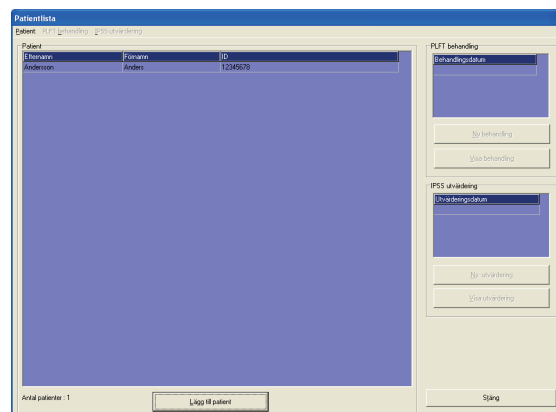 Patientlista
Patient PLFT behandling IPSS-utvärdering
Patient
Efternamn Förnamn ID
Andersson Anders 12345678
PLFT behandling
Behandlingsdatum
Ny behandling
Visa behandling
IPSS utvärdering
Utvärderingsdatum
Ny utvärdering
Visa utvärdering
Antal patienter : 1
Lägg till patient
Stäng